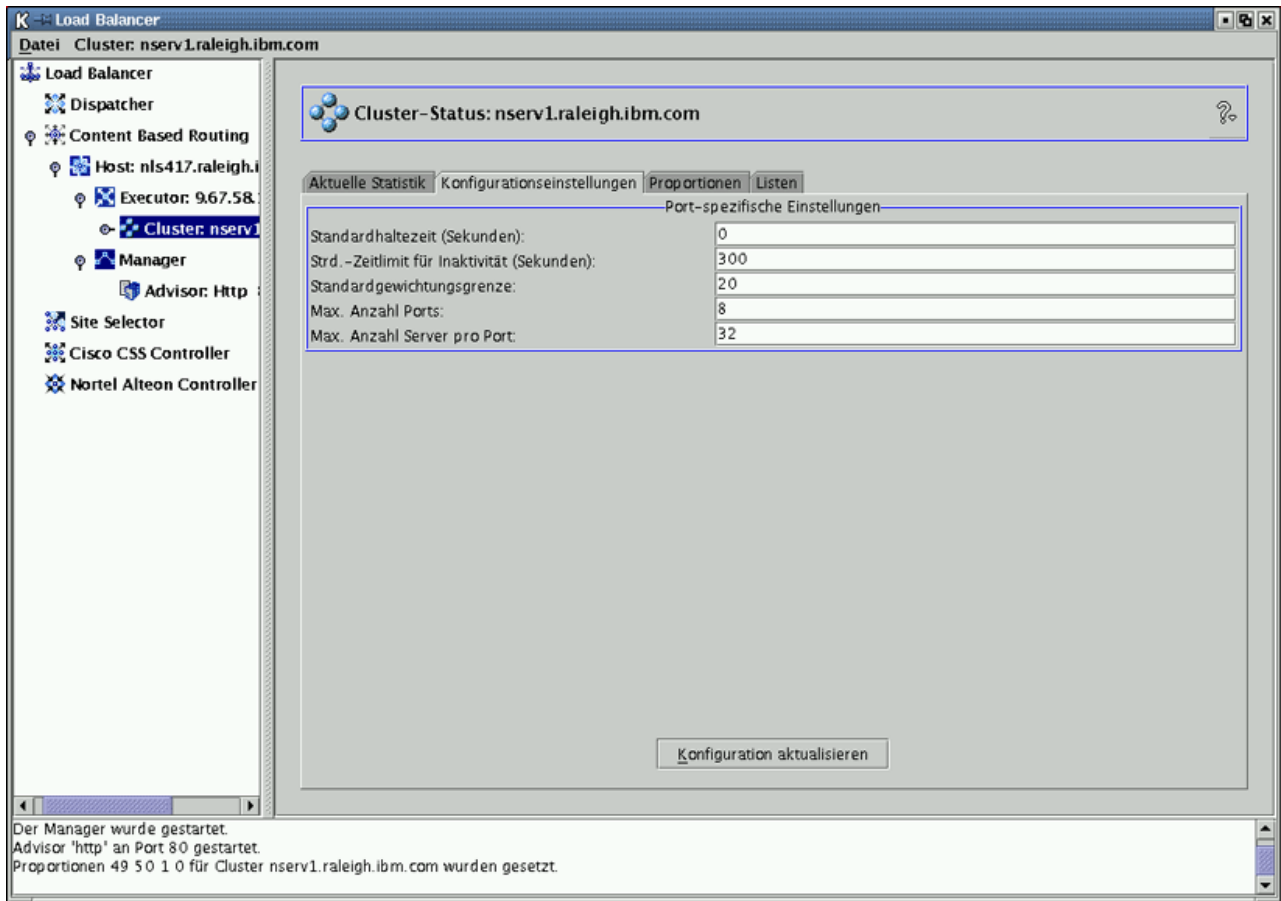 Load Balancer
Datei Cluster: nserv1.raleigh.ibm.com
Load Balancer
Dispatcher
Content Based Routing
Host: nls417.raleigh.i
Executor: 9.67.58.
Cluster: nserv1
Manager
Advisor: Http
Site Selector
Cisco CSS Controller
Nortel Alteon Controller
Cluster-Status: nserv1.raleigh.ibm.com
?
Aktuelle Statistik Konfigurationseinstellungen Proportionen Listen
Port-spezifische Einstellungen
Standardhaltezeit (Sekunden): 0
Strd.-Zeitlimit für Inaktivität (Sekunden): 300
Standardgewichtungsgrenze: 20
Max. Anzahl Ports: 8
Max. Anzahl Server pro Port: 32
Konfiguration aktualisieren
Der Manager wurde gestartet.
Advisor 'http' an Port 80 gestartet.
Proportionen 49 50 1 0 für Cluster nserv1.raleigh.ibm.com wurden gesetzt.